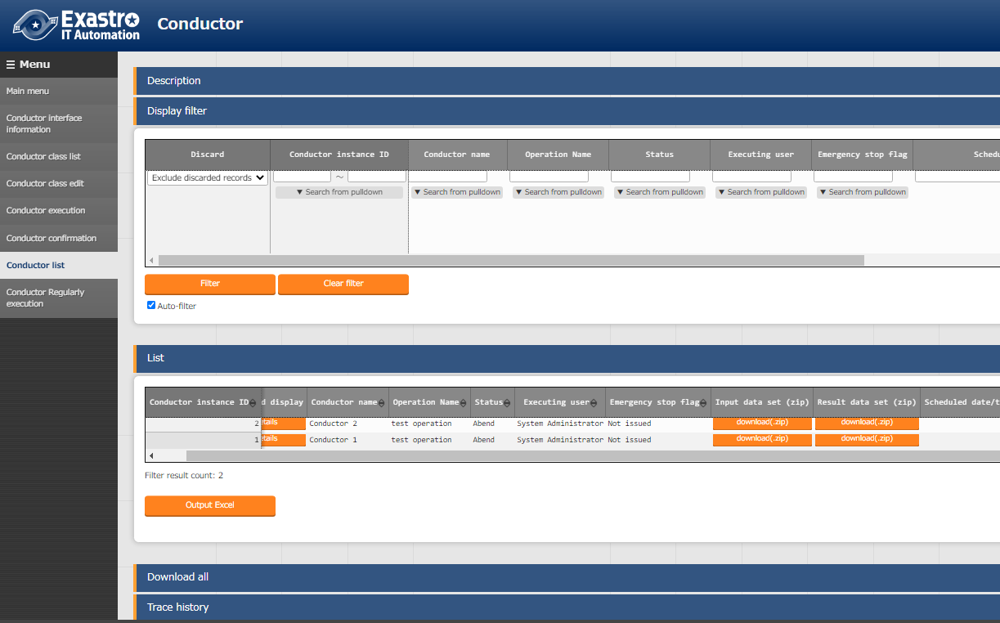 Exastro
IT Automation
Conductor
Menu
Main menu
Conductor interface
information
Conductor class list
Conductor class edit
Conductor execution
Conductor confirmation
Conductor list
Conductor Regularly
execution
Description
Display filter
Discard Conductor instance ID Conductor name Operation Name Status Executing user Emergency stop flag Schedu
Exclude discarded records ～
▼ Search from pulldown ▼ Search from pulldown ▼ Search from pulldown ▼ Search from pulldown ▼ Search from pulldown ▼ Search from pulldown
Filter Clear filter
Auto-filter
List
Conductor instance ID d display Conductor name Operation Name Status Executing user Emergency stop flag Input data set (zip) Result data set (zip) Scheduled date/t
2 tails Conductor 2 test operation Abend System Administrator Not issued download(.zip) download(.zip)
1 tails Conductor 1 test operation Abend System Administrator Not issued download(.zip) download(.zip)
Filter result count: 2
Output Excel
Download all
Trace history